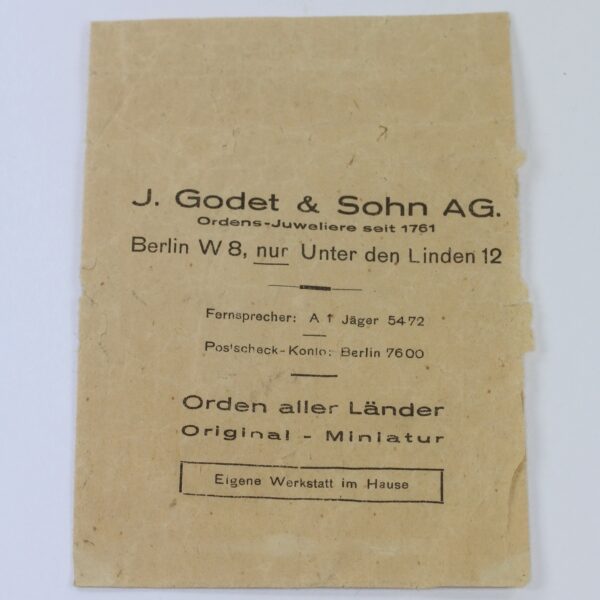 J. Godet & Sohn AG.
Ordens-Juweliere seit 1761
Berlin W 8, nur Unter den Linden 12
Fernsprecher: A 1 Jäger 5472
Postscheck-Konto: Berlin 7600
Orden aller Länder
Original - Miniatur
Eigene Werkstatt im Hause